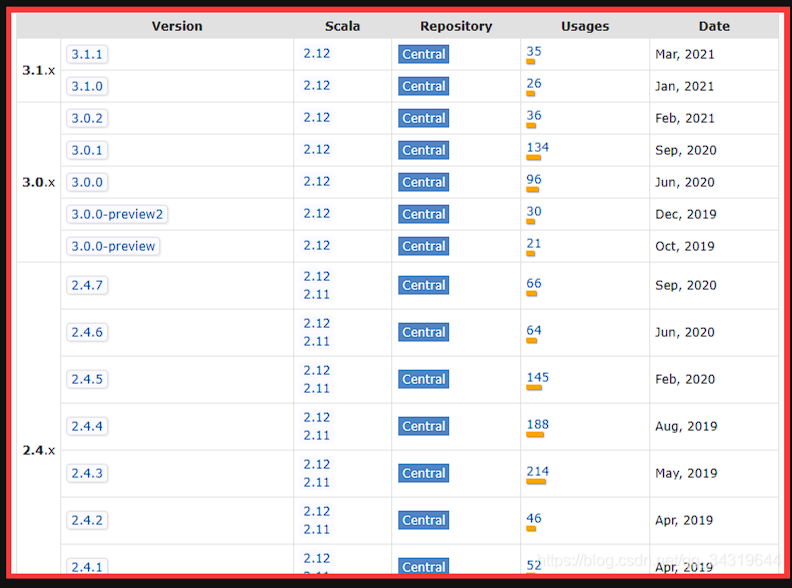 Version Scala Repository Usages Date
3.1.x
3.1.1 2.12 Central 35 Mar, 2021
3.1.0 2.12 Central 26 Jan, 2021
3.0.x
3.0.2 2.12 Central 36 Feb, 2021
3.0.1 2.12 Central 134 Sep, 2020
3.0.0 2.12 Central 96 Jun, 2020
3.0.0-preview2 2.12 Central 30 Dec, 2019
3.0.0-preview 2.12 Central 21 Oct, 2019
2.4.x
2.4.7 2.12 Central 66 Sep, 2020
2.11
2.4.6 2.12 Central 64 Jun, 2020
2.11
2.4.5 2.12 Central 145 Feb, 2020
2.11
2.4.4 2.12 Central 188 Aug, 2019
2.11
2.4.3 2.12 Central 214 May, 2019
2.11
2.4.2 2.12 Central 46 Apr, 2019
2.11
2.4.1 2.12 Central 52 Apr, 2019
https://blog.csdn.net/qq_34319644